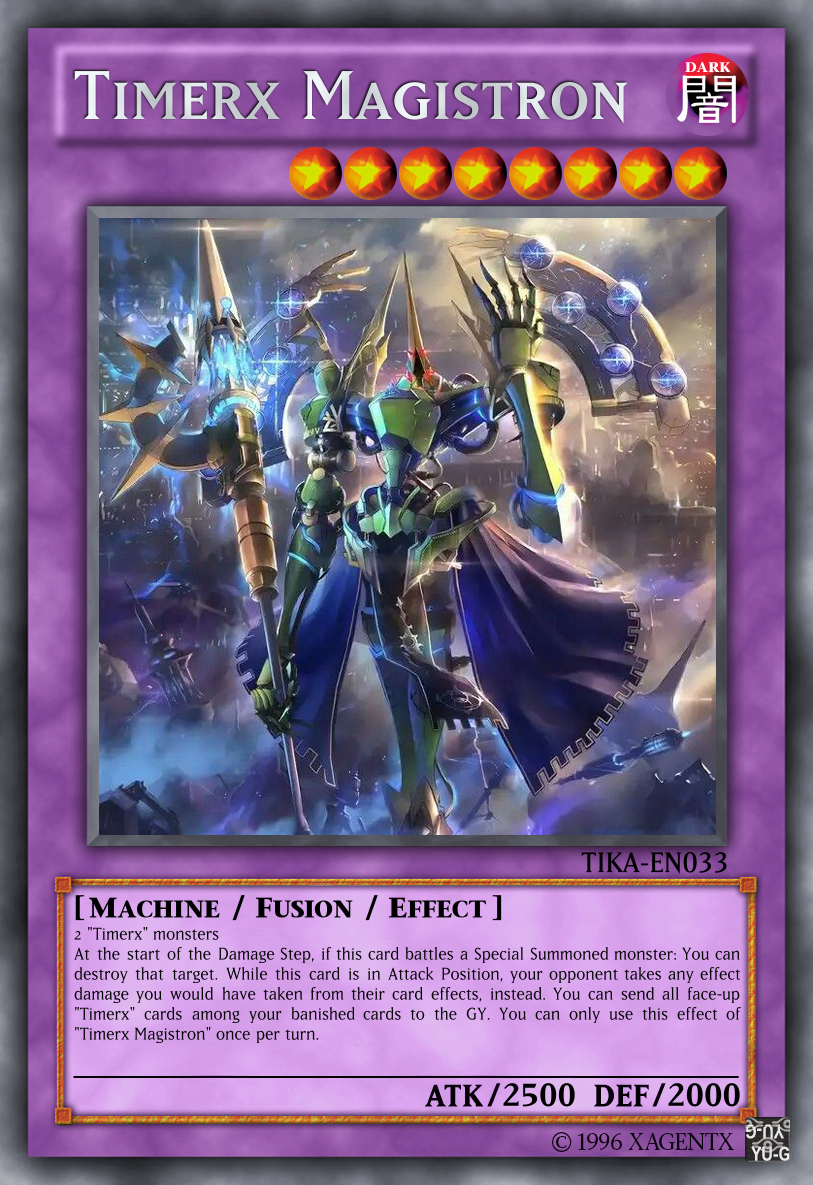 Timerx Magistron
DARK
闇
TIKA-EN033
[ Machine / Fusion / Effect ]
2 "Timerx" monsters
At the start of the Damage Step, if this card battles a Special Summoned monster: You can
destroy that target. While this card is in Attack Position, your opponent takes any effect
damage you would have taken from their card effects, instead. You can send all face-up
"Timerx" cards among your banished cards to the GY. You can only use this effect of
"Timerx Magistron" once per turn.
ATK/2500 DEF/2000
© 1996 XAGENTX
YU-G
YU-G